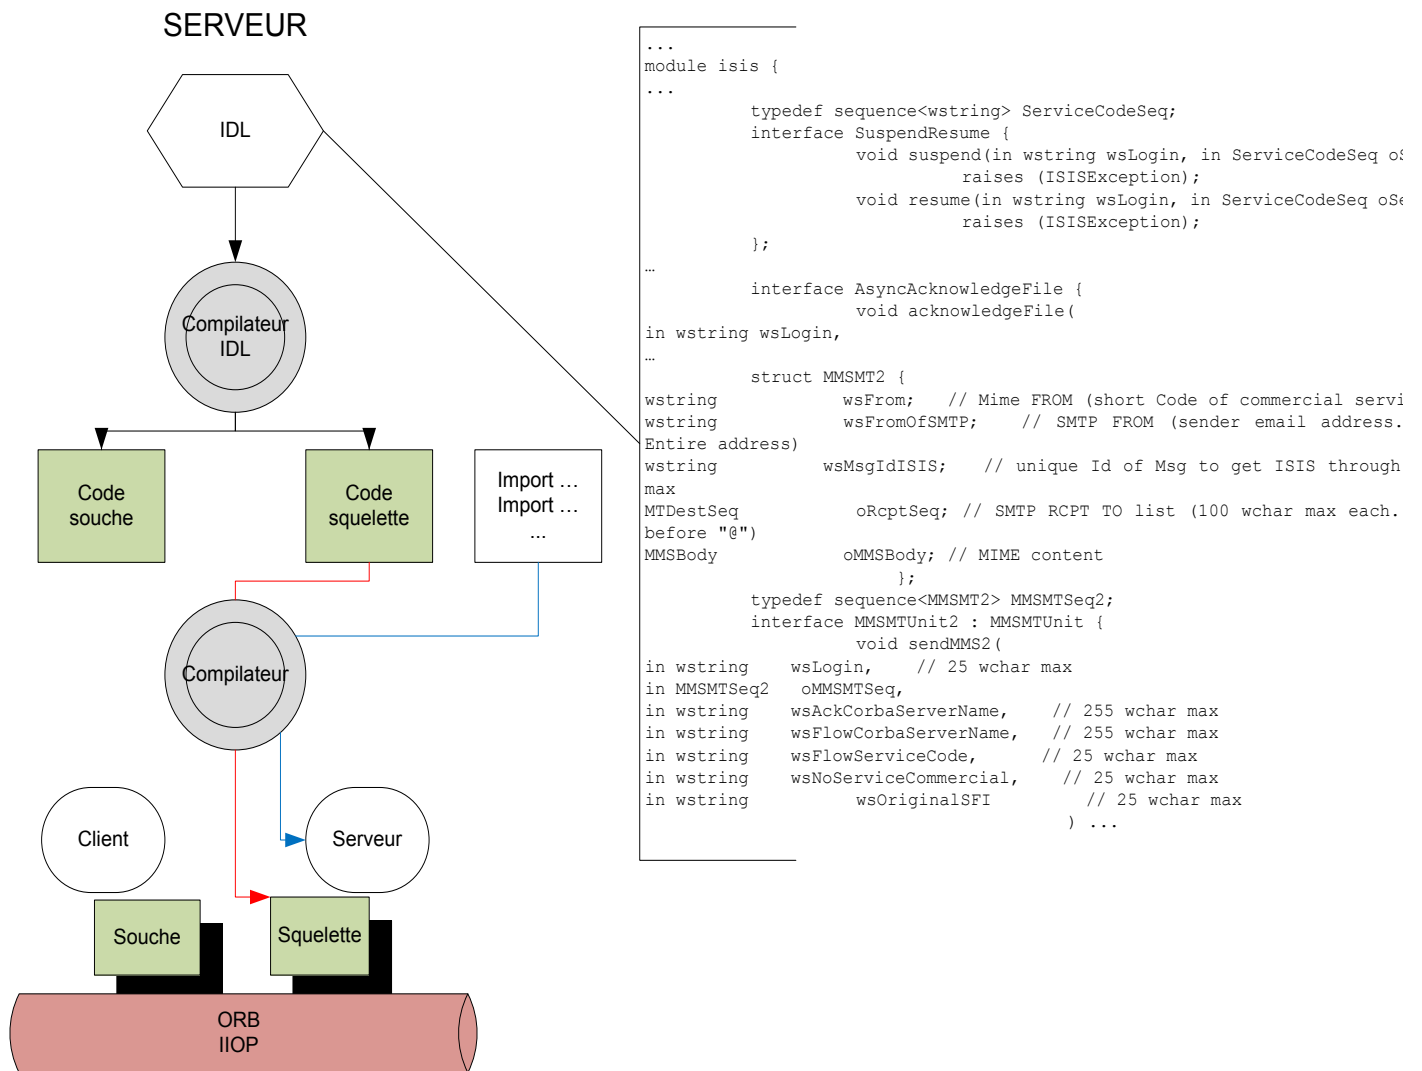 SERVEUR
IDL
Compilateur
IDL
Code
souche
Code
squelette
Import ...
Import ...
...
Compilateur
Client
Serveur
Souche
Squelette
ORB
IIOP
...
module isis {
...
typedef sequence<wstring> ServiceCodeSeq;
interface SuspendResume {
void suspend(in wstring wsLogin, in ServiceCodeSeq oS
raises (ISISException);
void resume(in wstring wsLogin, in ServiceCodeSeq oSe
raises (ISISException);
};
…
interface AsyncAcknowledgeFile {
void acknowledgeFile(
in wstring wsLogin,
…
struct MMSMT2 {
wstring wsFrom; // Mime FROM (short Code of commercial servi
wstring wsFromOfSMTP; // SMTP FROM (sender email address.
Entire address)
wstring wsMsgIdISIS; // unique Id of Msg to get ISIS through
max
MTDestSeq oRcptSeq; // SMTP RCPT TO list (100 wchar max each.
before "@")
MMSBody oMMSBody; // MIME content
};
typedef sequence<MMSMT2> MMSMTSeq2;
interface MMSMTUnit2 : MMSMTUnit {
void sendMMS2(
in wstring wsLogin, // 25 wchar max
in MMSMTSeq2 oMMSMTSeq,
in wstring wsAckCorbaServerName, // 255 wchar max
in wstring wsFlowCorbaServerName, // 255 wchar max
in wstring wsFlowServiceCode, // 25 wchar max
in wstring wsNoServiceCommercial, // 25 wchar max
in wstring wsOriginalSFI // 25 wchar max
) ...